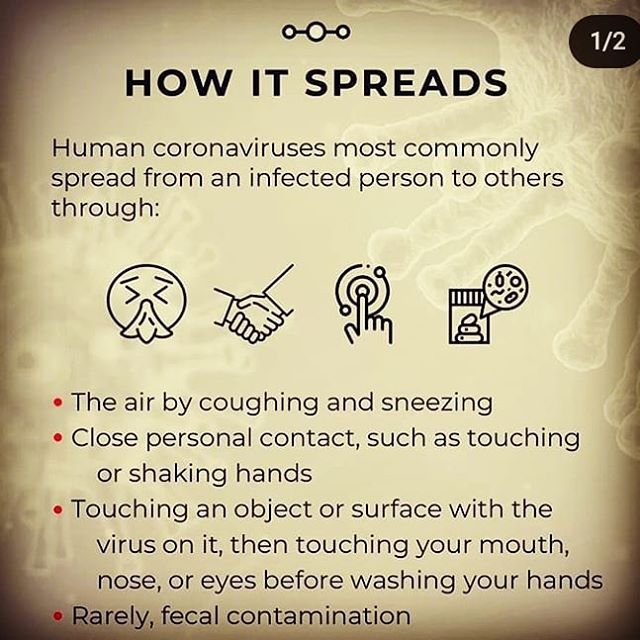 1/2
HOW IT SPREADS
Human coronaviruses most commonly
spread from an infected person to others
through:
• The air by coughing and sneezing
• Close personal contact, such as touching
or shaking hands
• Touching an object or surface with the
virus on it, then touching your mouth,
nose, or eyes before washing your hands
• Rarely, fecal contamination